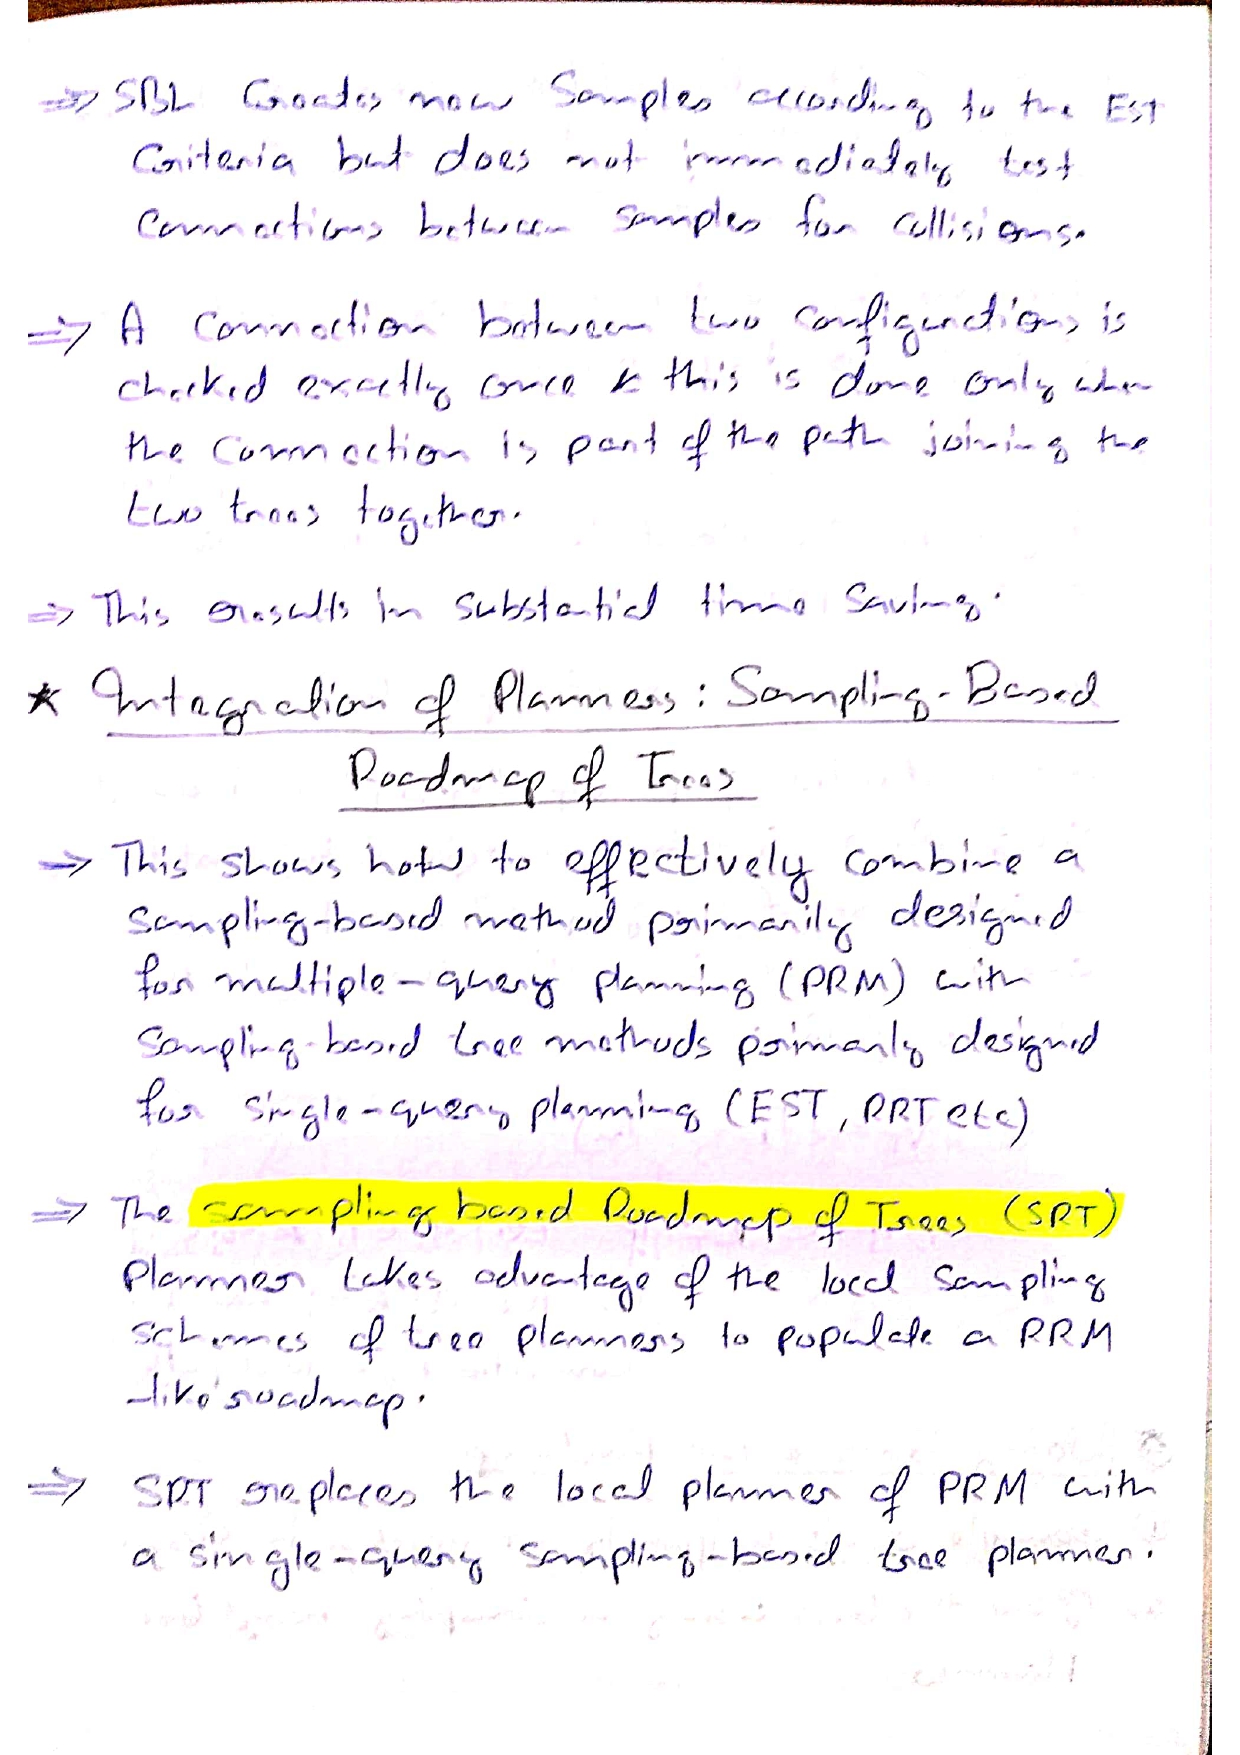 ⇒ SBL Creates new Samples according to the EST
Criteria but does not immediately test
Connections between samples for collisions.
⇒ A connection between two configurations is
checked exactly once & this is done only when
the connection is part of the path joining the
two trees together.
⇒ This results in substantial time saving.
★ Integration of Planners: Sampling-Based
Roadmap of Trees
⇒ This shows how to effectively combine a
sampling-based method primarily designed
for multiple-query planning (PRM) with
sampling-based tree methods primarily designed
for single-query planning (EST, RRT etc)
⇒ The sampling based Roadmap of Trees (SRT)
planner takes advantage of the local sampling
schemes of tree planners to populate a PRM
-like roadmap.
⇒ SRT replaces the local planner of PRM with
a single-query sampling-based tree planner.